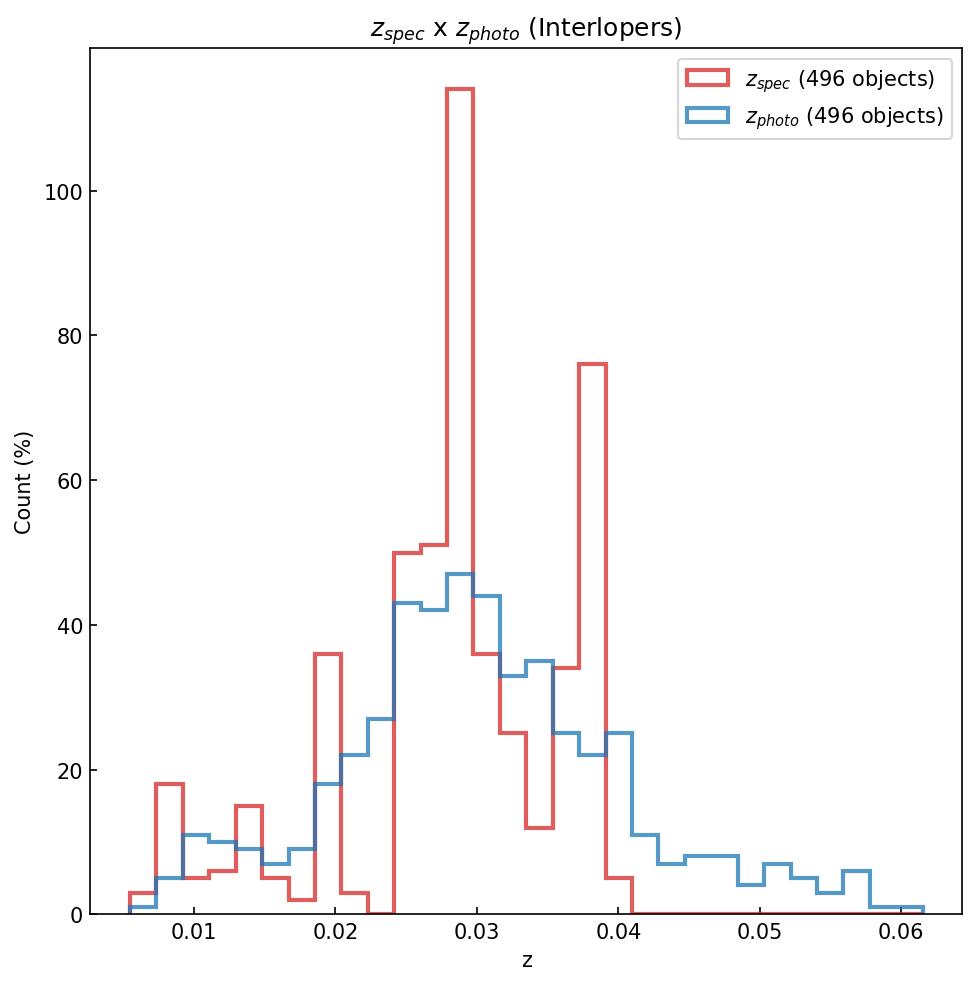 z_spec x z_photo (Interlopers)
z_spec (496 objects)
z_photo (496 objects)
Count (%)
100
80
60
40
20
0
0.01 0.02 0.03 0.04 0.05 0.06
z